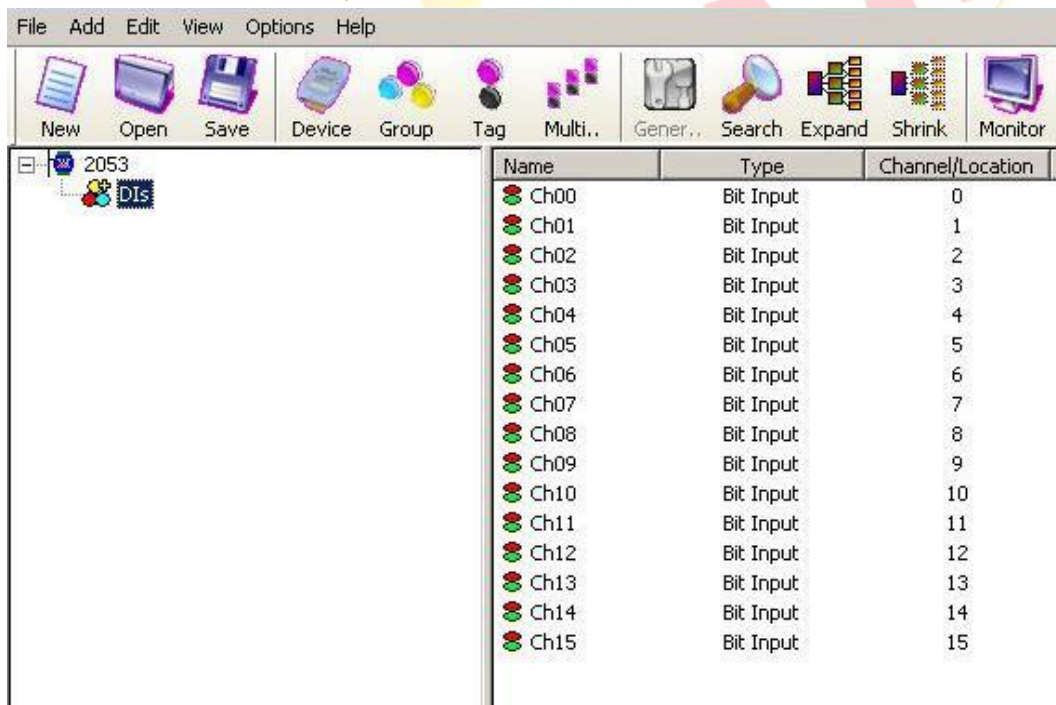 File Add Edit View Options Help
New Open Save Device Group Tag Multi.. Gener.. Search Expand Shrink Monitor
2053
DIs
Name Type Channel/Location
Ch00 Bit Input 0
Ch01 Bit Input 1
Ch02 Bit Input 2
Ch03 Bit Input 3
Ch04 Bit Input 4
Ch05 Bit Input 5
Ch06 Bit Input 6
Ch07 Bit Input 7
Ch08 Bit Input 8
Ch09 Bit Input 9
Ch10 Bit Input 10
Ch11 Bit Input 11
Ch12 Bit Input 12
Ch13 Bit Input 13
Ch14 Bit Input 14
Ch15 Bit Input 15